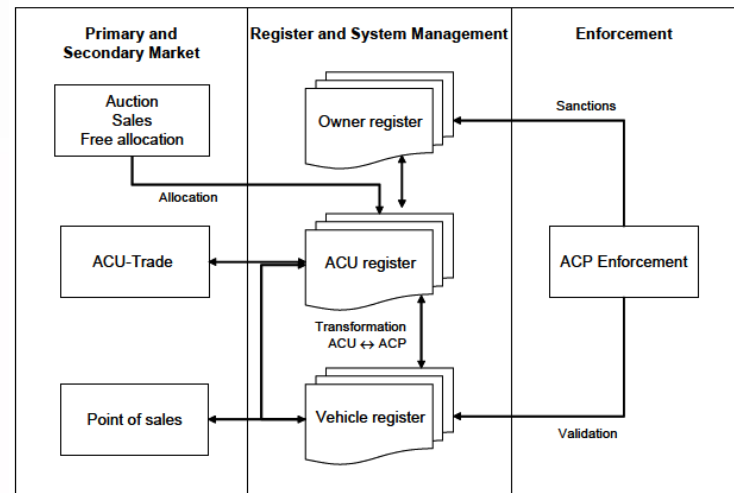 Primary and
Secondary Market
Register and System Management
Enforcement
Auction
Sales
Free allocation
Owner register
Sanctions
Allocation
ACU-Trade
ACU register
ACP Enforcement
Transformation
ACU ↔ ACP
Point of sales
Vehicle register
Validation